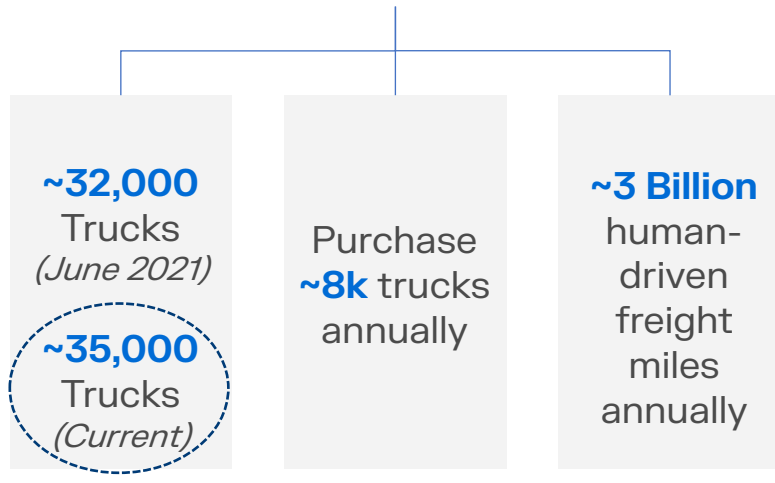 ~32,000
Trucks
(June 2021)
~35,000
Trucks
(Current)
Purchase
~8k trucks
annually
~3 Billion
human-
driven
freight
miles
annually